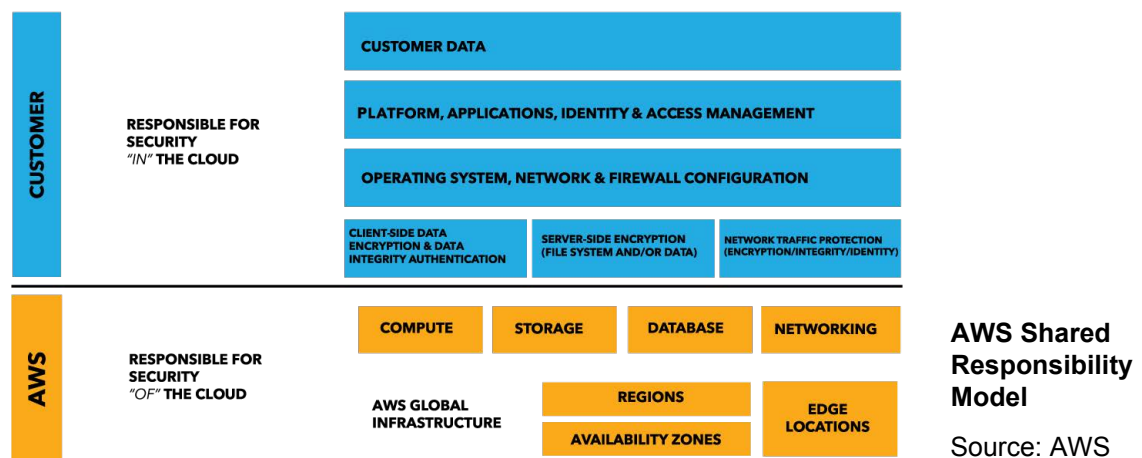 CUSTOMER
RESPONSIBLE FOR
SECURITY
"IN" THE CLOUD
CUSTOMER DATA
PLATFORM, APPLICATIONS, IDENTITY & ACCESS MANAGEMENT
OPERATING SYSTEM, NETWORK & FIREWALL CONFIGURATION
CLIENT-SIDE DATA
ENCRYPTION & DATA
INTEGRITY AUTHENTICATION
SERVER-SIDE ENCRYPTION
(FILE SYSTEM AND/OR DATA)
NETWORK TRAFFIC PROTECTION
(ENCRYPTION/INTEGRITY/IDENTITY)
AWS
RESPONSIBLE FOR
SECURITY
"OF" THE CLOUD
COMPUTE
STORAGE
DATABASE
NETWORKING
AWS GLOBAL
INFRASTRUCTURE
REGIONS
AVAILABILITY ZONES
EDGE
LOCATIONS
AWS Shared
Responsibility
Model
Source: AWS